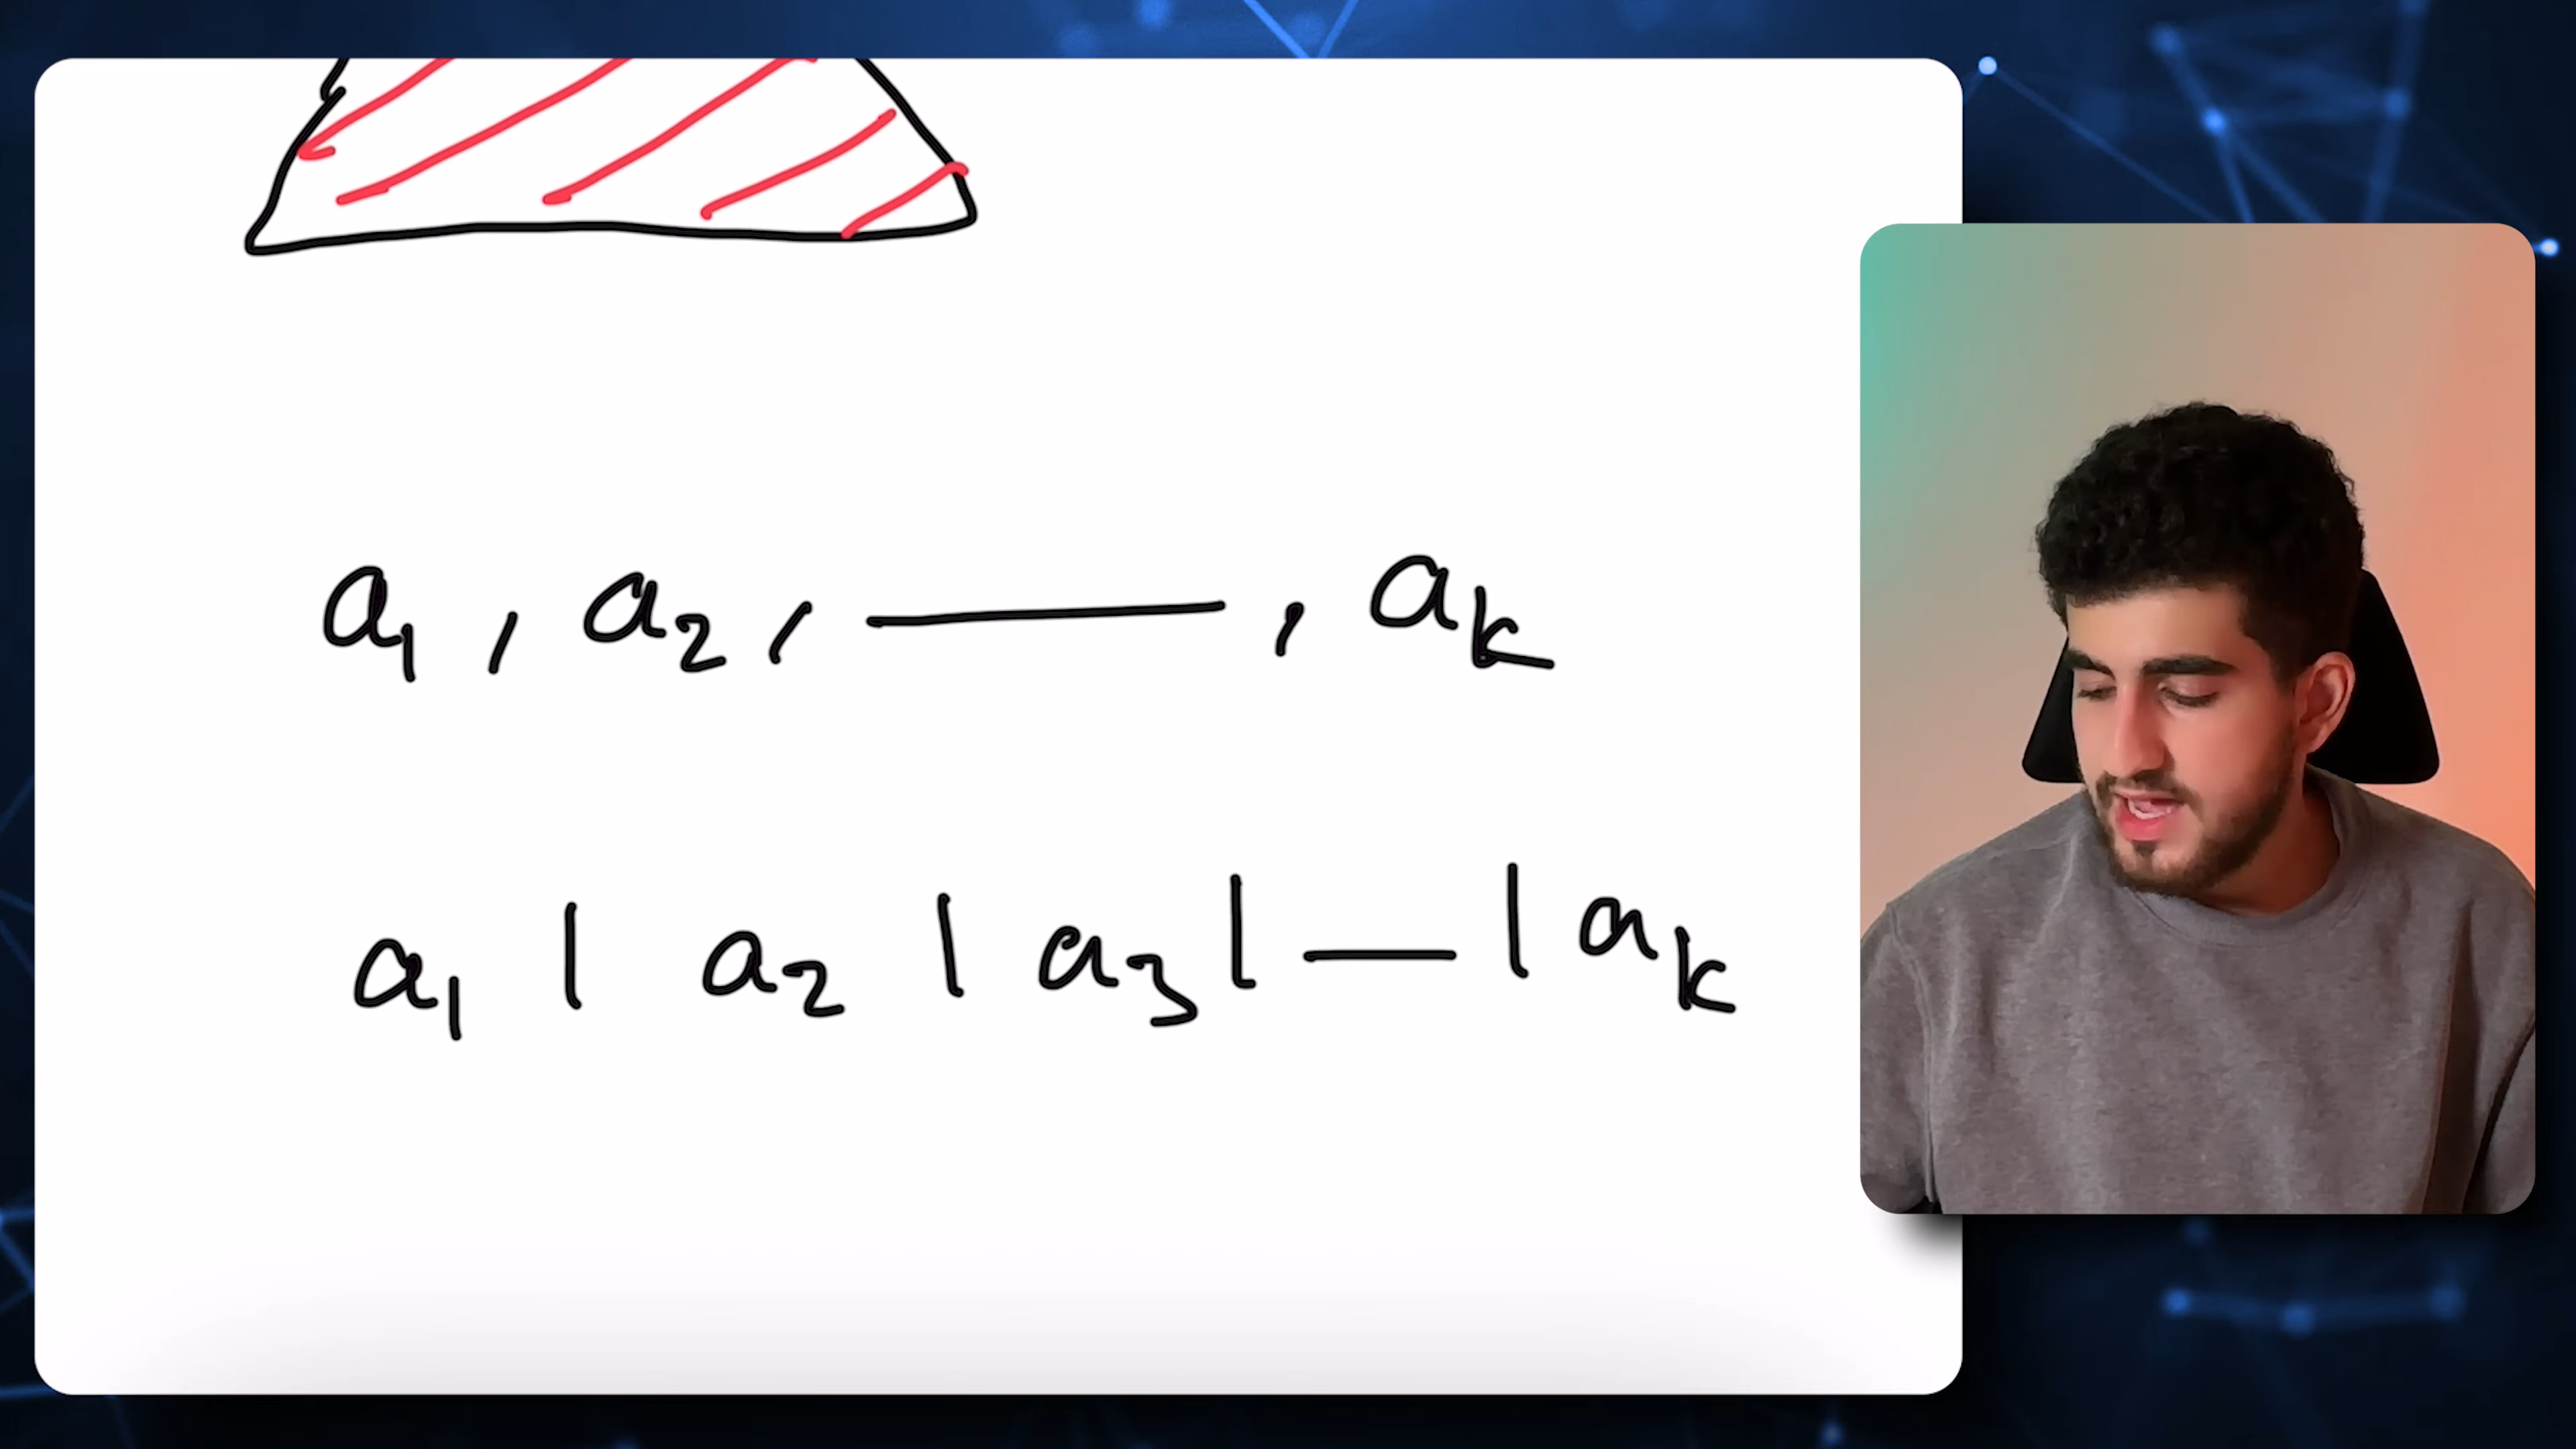 a₁ , a₂ , — , aₖ
a₁ | a₂ | a₃ | — | aₖ